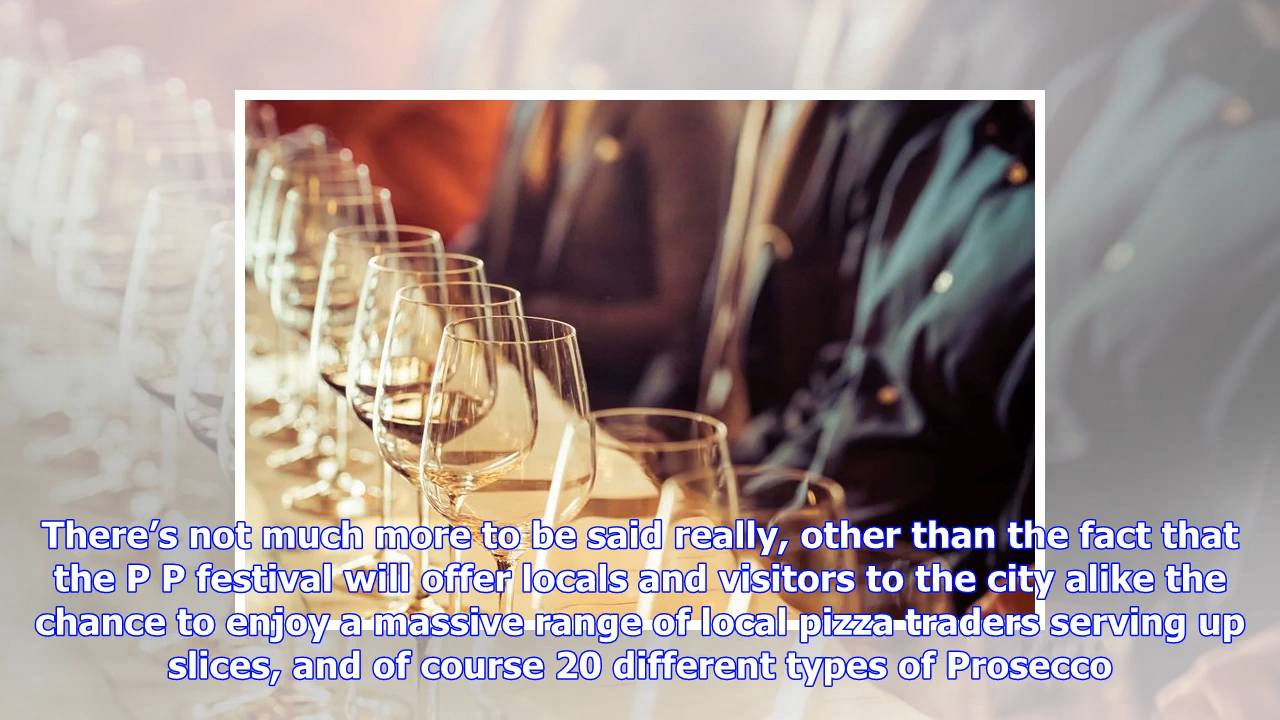 There’s not much more to be said really, other than the fact that
the P P festival will offer locals and visitors to the city alike the
chance to enjoy a massive range of local pizza traders serving up
slices, and of course 20 different types of Prosecco